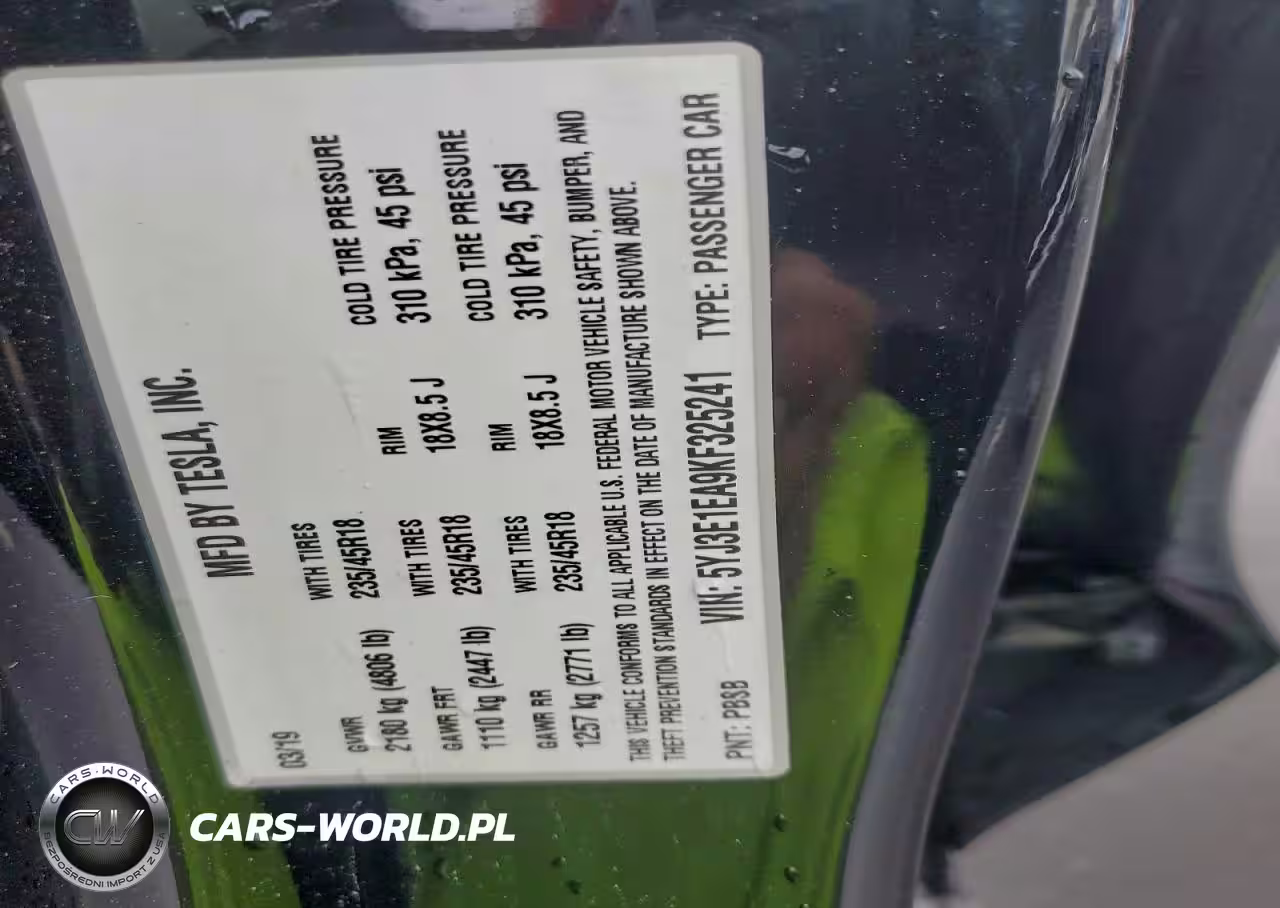 MFD BY TESLA, INC.
03/19
GVWR WITH TIRES RIM COLD TIRE PRESSURE
2180 kg (4806 lb) 235/45R18 18X8.5 J 310 kPa, 45 psi
GAWR FRT WITH TIRES RIM COLD TIRE PRESSURE
1110 kg (2447 lb) 235/45R18 18X8.5 J 310 kPa, 45 psi
GAWR RR WITH TIRES
1257 kg (2771 lb) 235/45R18
THIS VEHICLE CONFORMS TO ALL APPLICABLE U.S. FEDERAL MOTOR VEHICLE SAFETY, BUMPER, AND
THEFT PREVENTION STANDARDS IN EFFECT ON THE DATE OF MANUFACTURE SHOWN ABOVE.
PNT: PBSB VIN: 5YJ3E1EA9KF325241 TYPE: PASSENGER CAR
CARS-WORLD
CW
BEZPOŚREDNI IMPORT Z USA
CARS-WORLD.PL